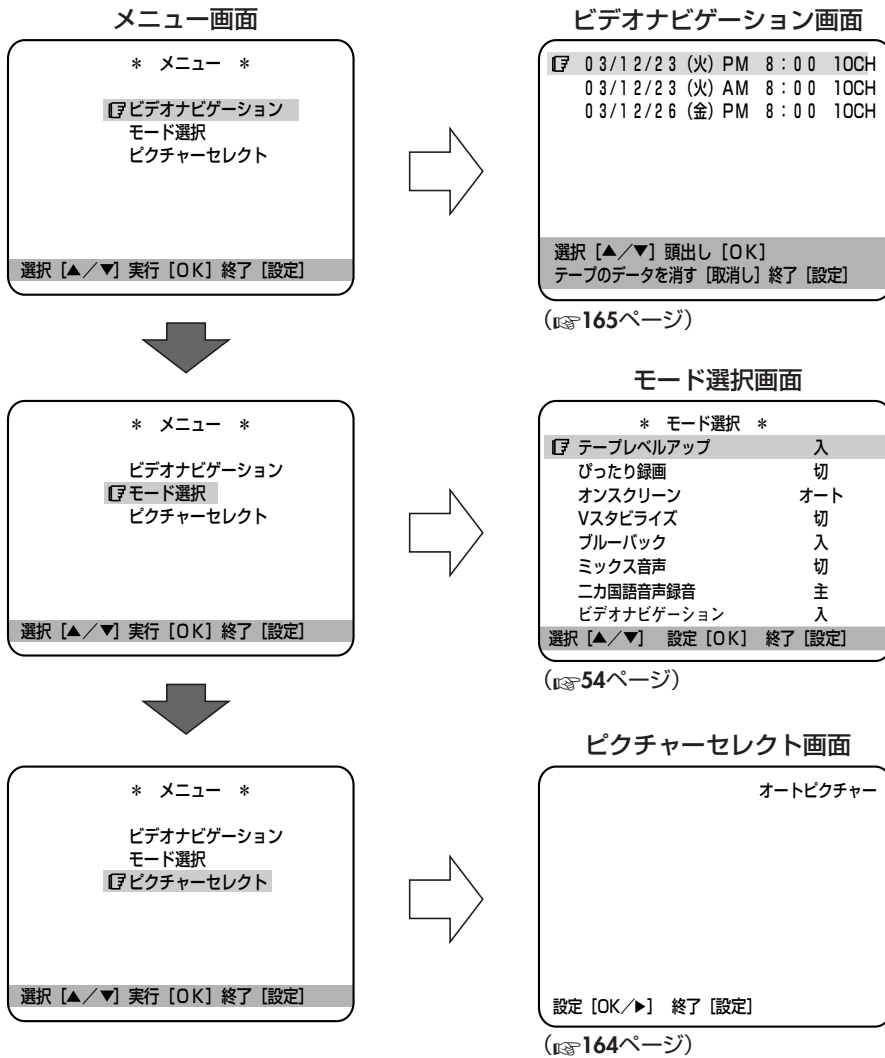 メニュー画面
* メニュー *
☞ビデオナビゲーション
モード選択
ピクチャーセレクト
選択 [▲/▼] 実行 [OK] 終了 [設定]
ビデオナビゲーション画面
☞ 03/12/23 (火) PM 8:00 10CH
03/12/23 (火) AM 8:00 10CH
03/12/26 (金) PM 8:00 10CH
選択 [▲/▼] 頭出し [OK]
テープのデータを消す [取消し] 終了 [設定]
(☞165ページ)
* メニュー *
ビデオナビゲーション
☞モード選択
ピクチャーセレクト
選択 [▲/▼] 実行 [OK] 終了 [設定]
モード選択画面
* モード選択 *
☞ テープレベルアップ 入
ぴったり録画 切
オンスクリーン オート
Vスタビライズ 切
ブルーバック 入
ミックス音声 切
二カ国語音声録音 主
ビデオナビゲーション 入
選択 [▲/▼] 設定 [OK] 終了 [設定]
(☞54ページ)
* メニュー *
ビデオナビゲーション
モード選択
☞ピクチャーセレクト
選択 [▲/▼] 実行 [OK] 終了 [設定]
ピクチャーセレクト画面
オートピクチャー
設定 [OK/▶] 終了 [設定]
(☞164ページ)